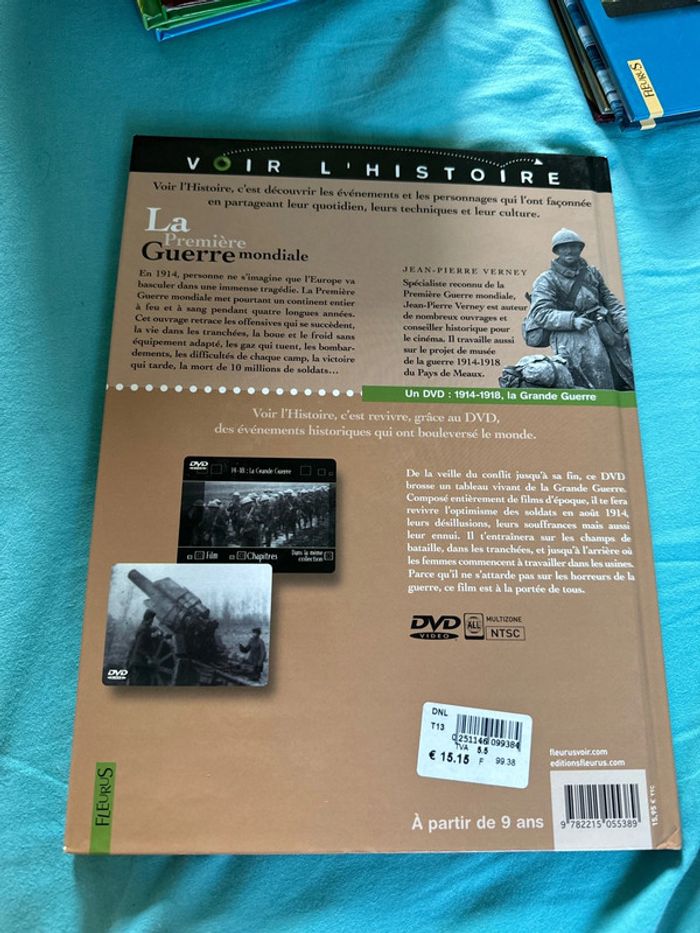 FLEURUS
VOIR L'HISTOIRE
Voir l'Histoire, c'est découvrir les événements et les personnages qui l'ont façonnée
en partageant leur quotidien, leurs techniques et leur culture.
La
Première
Guerre mondiale
En 1914, personne ne s'imagine que l'Europe va
basculer dans une immense tragédie. La Première
Guerre mondiale met pourtant un continent entier
à feu et à sang pendant quatre longues années.
Cet ouvrage retrace les offensives qui se succèdent,
la vie dans les tranchées, la boue et le froid sans
équipement adapté, les gaz qui tuent, les bombar-
dements, les difficultés de chaque camp, la victoire
qui tarde, la mort de 10 millions de soldats...
JEAN-PIERRE VERNEY
Spécialiste reconnu de la
Première Guerre mondiale,
Jean-Pierre Verney est auteur
de nombreux ouvrages et
conseiller historique pour
le cinéma. Il travaille aussi
sur le projet de musée
de la guerre 1914-1918
du Pays de Meaux.
Un DVD : 1914-1918, la Grande Guerre
Voir l'Histoire, c'est revivre, grâce au DVD,
des événements historiques qui ont bouleversé le monde.
DVD
14-18 : La Grande Guerre
Film
Chapitres
Dans la même
collection
DVD
De la veille du conflit jusqu'à sa fin, ce DVD
brosse un tableau vivant de la Grande Guerre.
Composé entièrement de films d'époque, il te fera
revivre l'optimisme des soldats en août 1914,
leurs désillusions, leurs souffrances mais aussi
leur ennui. Il t'entraînera sur les champs de
bataille, dans les tranchées, et jusqu'à l'arrière où
les femmes commencent à travailler dans les usines.
Parce qu'il ne s'attarde pas sur les horreurs de la
guerre, ce film est à la portée de tous.
DVD
VIDEO
ALL
MULTIZONE
NTSC
DNL
T13
0251146 099384
TVA 5.5
€ 15.15 F 99.38
fleurusvoir.com
editionsfleurus.com
À partir de 9 ans
9 782215 055389
15,95 € TTC
FLEURUS